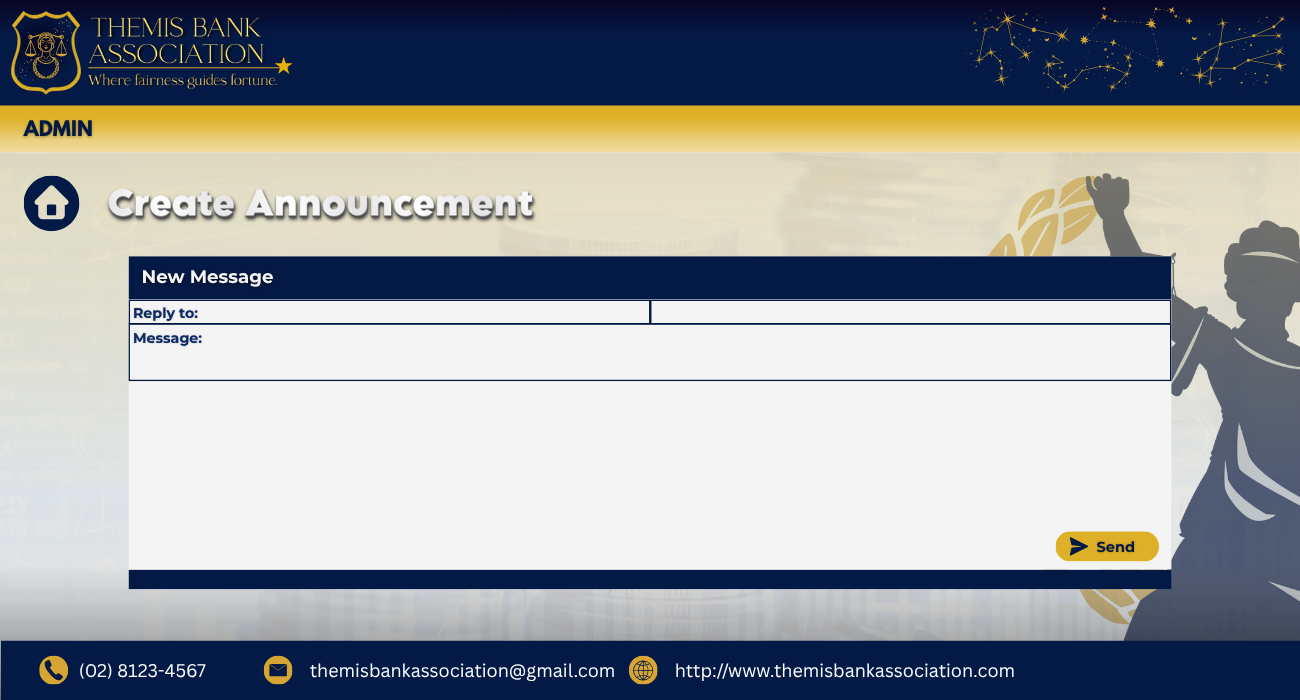 THEMIS BANK
ASSOCIATION
Where fairness guides fortune.
ADMIN
Create Announcement
New Message
Reply to:
Message:
Send
(02) 8123-4567
themisbankassociation@gmail.com
http://www.themisbankassociation.com